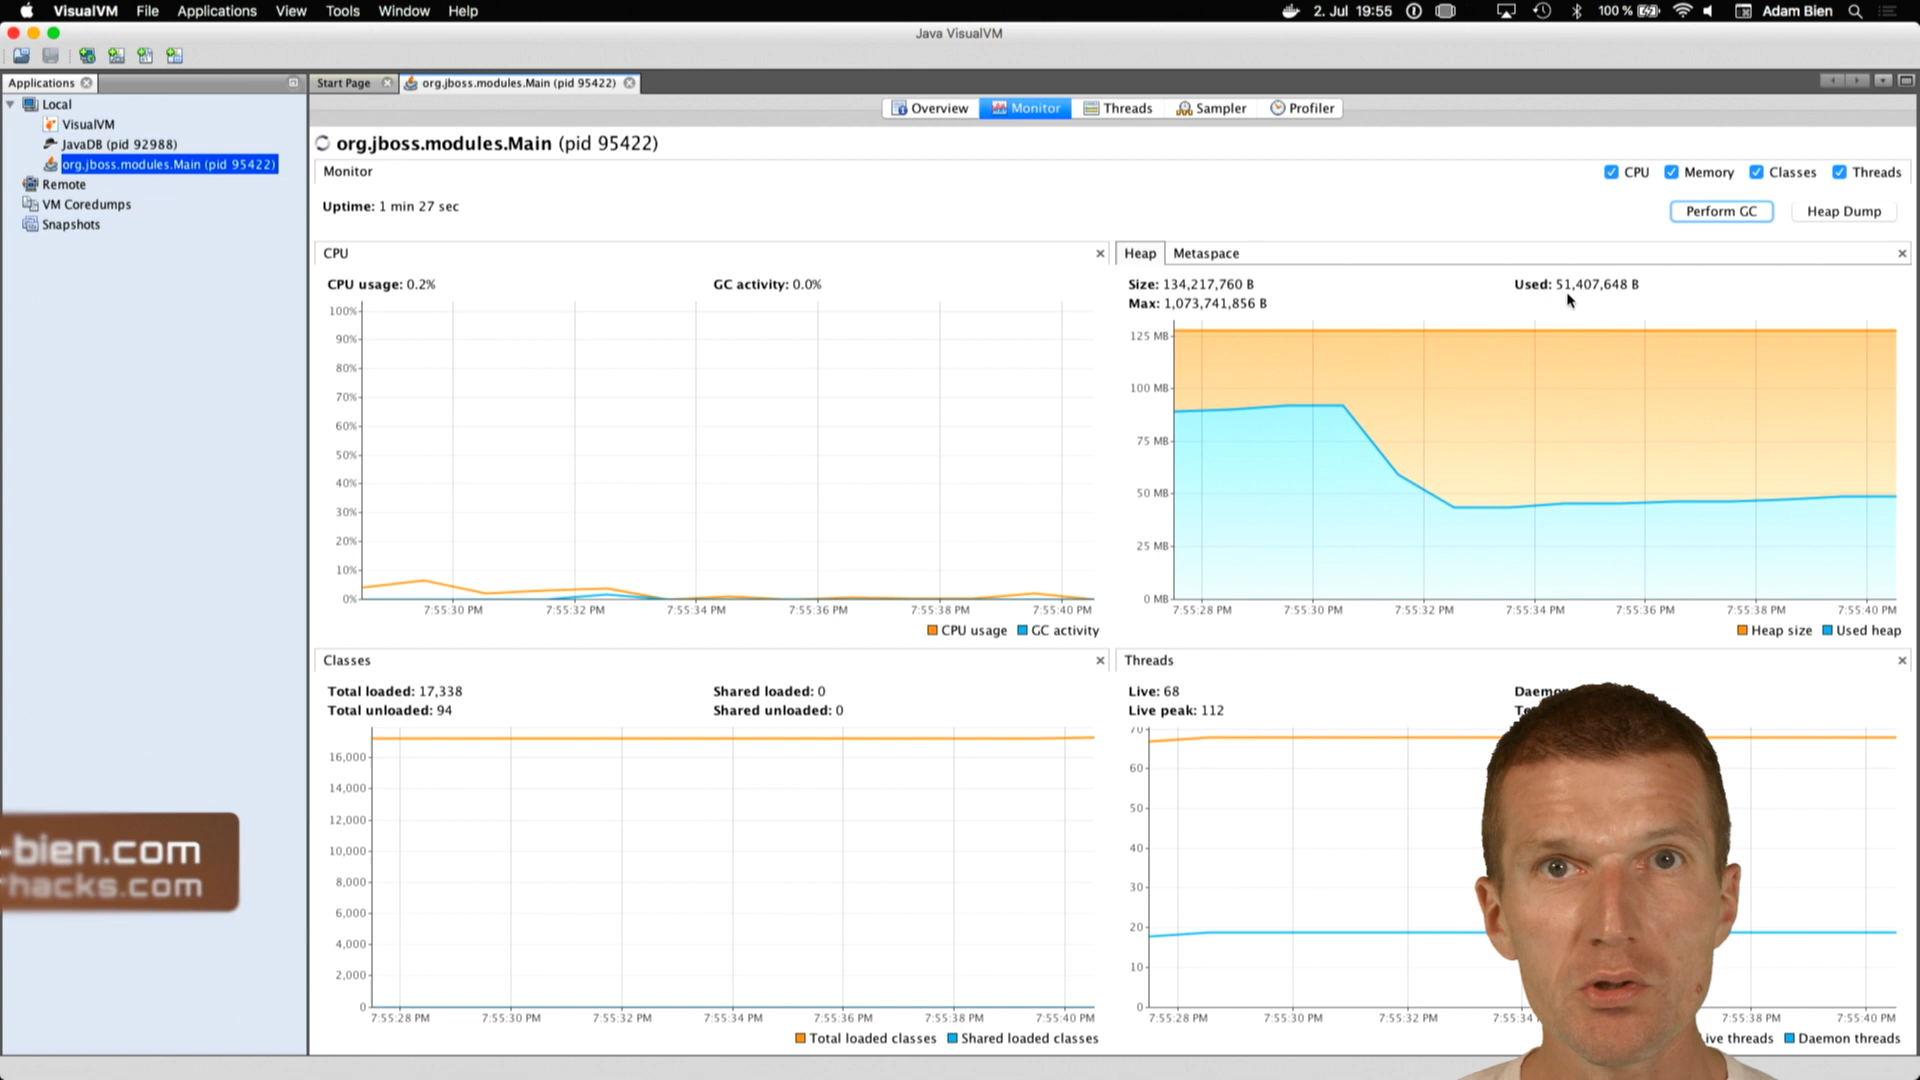 VisualVM File Applications View Tools Window Help
2. Jul 19:55 100 % Adam Bien
Java VisualVM
Applications
Start Page
org.jboss.modules.Main (pid 95422)
Local
VisualVM
JavaDB (pid 92988)
org.jboss.modules.Main (pid 95422)
Remote
VM Coredumps
Snapshots
Overview Monitor Threads Sampler Profiler
org.jboss.modules.Main (pid 95422)
Monitor
CPU Memory Classes Threads
Uptime: 1 min 27 sec
Perform GC Heap Dump
CPU
CPU usage: 0.2% GC activity: 0.0%
100%
90%
80%
70%
60%
50%
40%
30%
20%
10%
0%
7:55:30 PM 7:55:32 PM 7:55:34 PM 7:55:36 PM 7:55:38 PM 7:55:40 PM
CPU usage GC activity
Heap Metaspace
Size: 134,217,760 B Used: 51,407,648 B
Max: 1,073,741,856 B
125 MB
100 MB
75 MB
50 MB
25 MB
0 MB
7:55:28 PM 7:55:30 PM 7:55:32 PM 7:55:34 PM 7:55:36 PM 7:55:38 PM 7:55:40 PM
Heap size Used heap
Classes
Total loaded: 17,338 Shared loaded: 0
Total unloaded: 94 Shared unloaded: 0
16,000
14,000
12,000
10,000
8,000
6,000
4,000
2,000
0
7:55:28 PM 7:55:30 PM 7:55:32 PM 7:55:34 PM 7:55:36 PM 7:55:38 PM 7:55:40 PM
Total loaded classes Shared loaded classes
Threads
Live: 68 Daemo
Live peak: 112
70
60
50
40
30
20
10
0
7:55:28 PM 7:55:30 PM 7:55:32 PM 7:55:34 7:55:38 PM 7:55:40 PM
ive threads Daemon threads
-bien.com
hacks.com